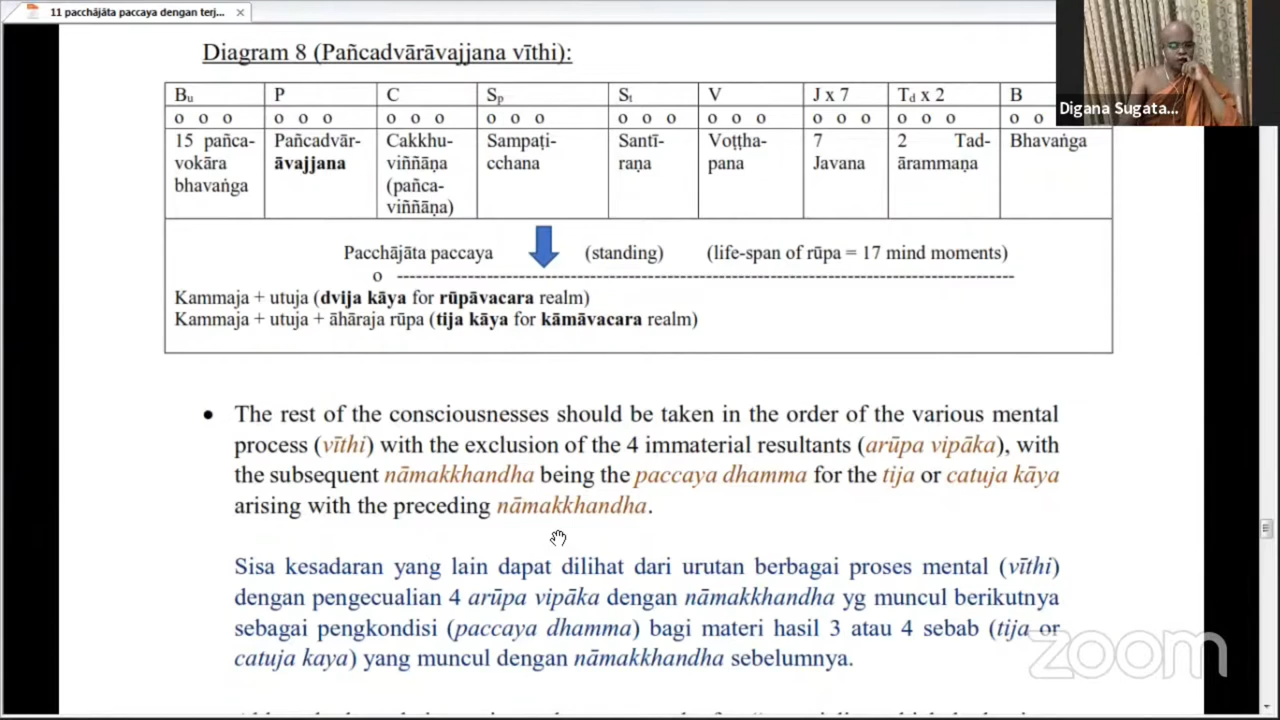 11 pacchājāta paccaya dengan terj...
Diagram 8 (Pañcadvārāvajjana vīthi):
Bu P C Sp St V J x 7 Td x 2 B
o o o o o o o o o o o o o o o o o o o o o o o o o o
15 pañca-vokāra bhavaṅga
Pañcadvār-āvajjana
Cakkhu-viññāṇa (pañca-viññāṇa)
Sampaṭi-cchana
Santī-raṇa
Voṭṭha-pana
7 Javana
2 Tad-ārammaṇa
Bhavaṅga
Pacchājāta paccaya (standing) (life-span of rūpa = 17 mind moments)
o
Kammaja + utuja (dvija kāya for rūpāvacara realm)
Kammaja + utuja + āhāraja rūpa (tija kāya for kāmāvacara realm)
• The rest of the consciousnesses should be taken in the order of the various mental
process (vīthi) with the exclusion of the 4 immaterial resultants (arūpa vipāka), with
the subsequent nāmakkhandha being the paccaya dhamma for the tija or catuja kāya
arising with the preceding nāmakkhandha.
Sisa kesadaran yang lain dapat dilihat dari urutan berbagai proses mental (vīthi)
dengan pengecualian 4 arūpa vipāka dengan nāmakkhandha yg muncul berikutnya
sebagai pengkondisi (paccaya dhamma) bagi materi hasil 3 atau 4 sebab (tija or
catuja kaya) yang muncul dengan nāmakkhandha sebelumnya.
Digana Sugata...
zoom